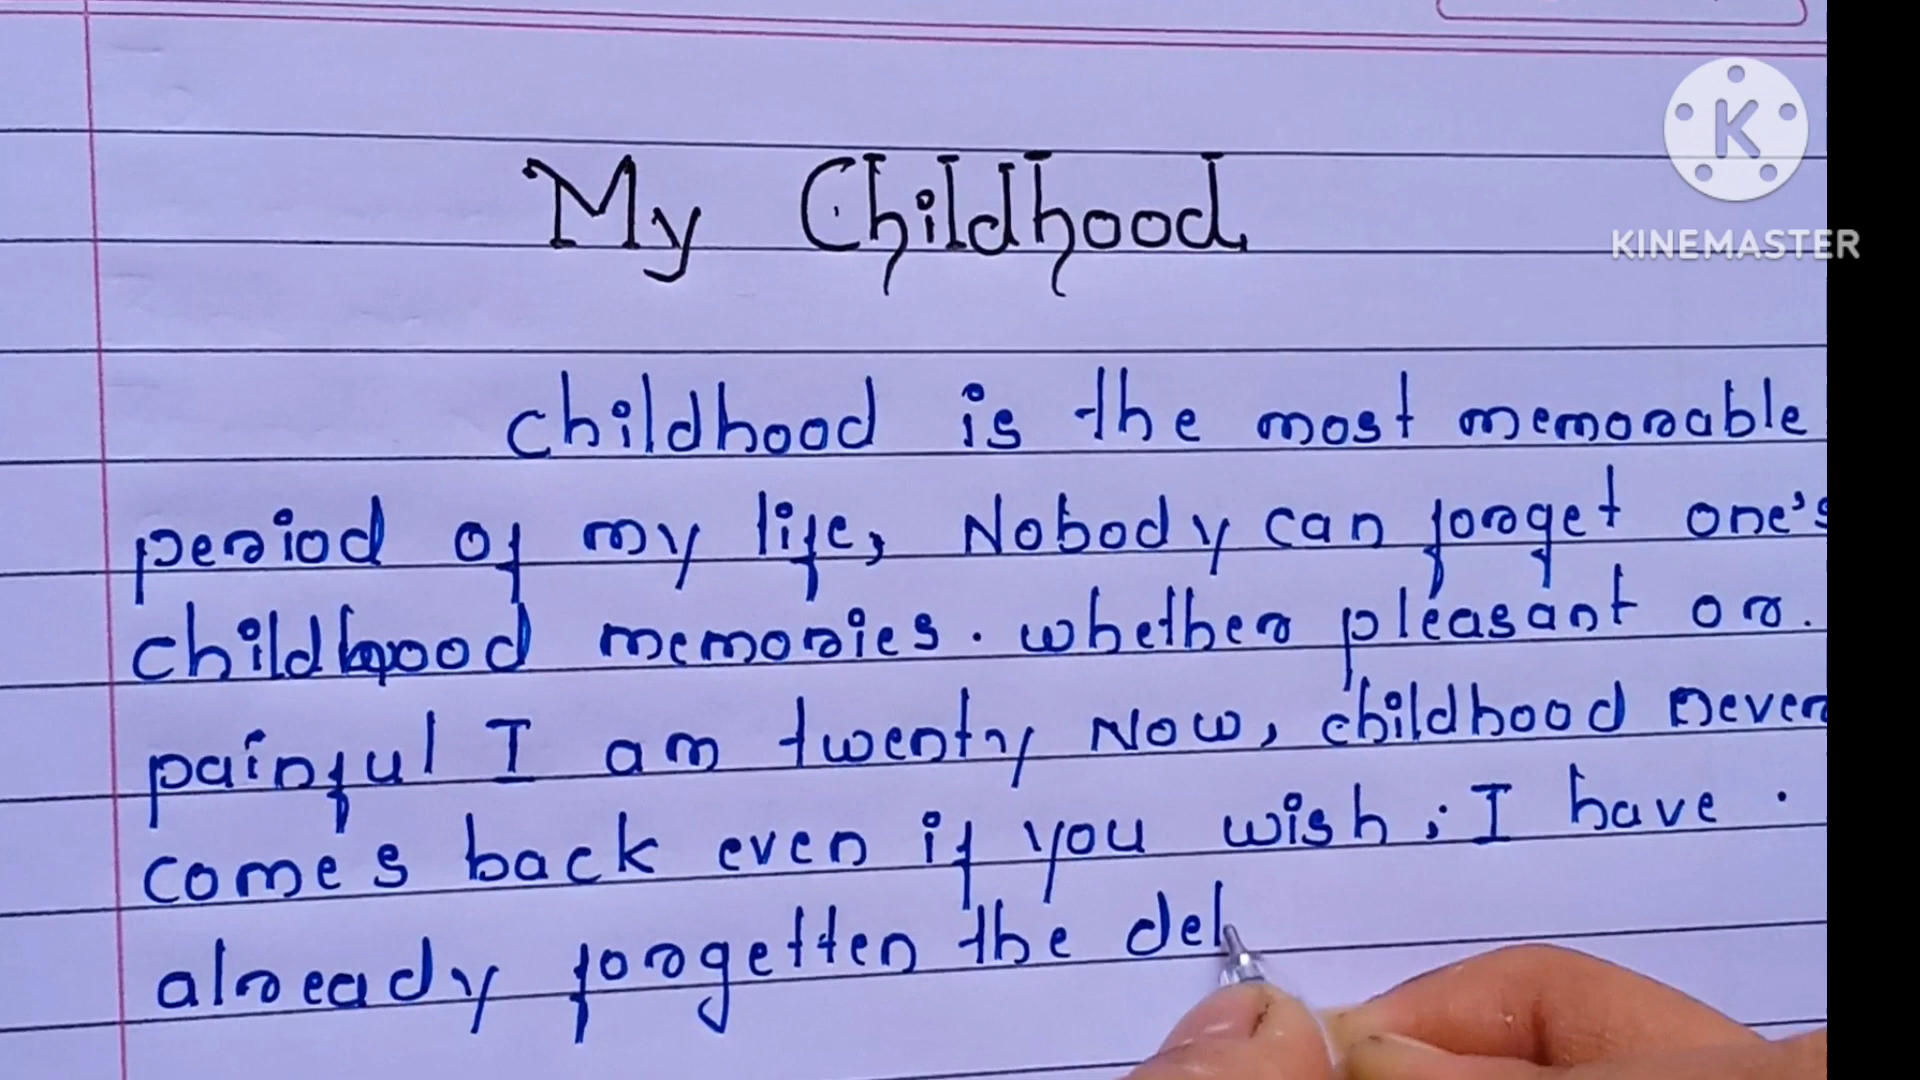 My Childhood
K
KINEMASTER
childhood is the most memorable
period of my life, Nobody can forget one's
childhood memories. whether pleasant or.
painful I am twenty Now, childhood never
comes back even if you wish; I have.
already forgetten the del